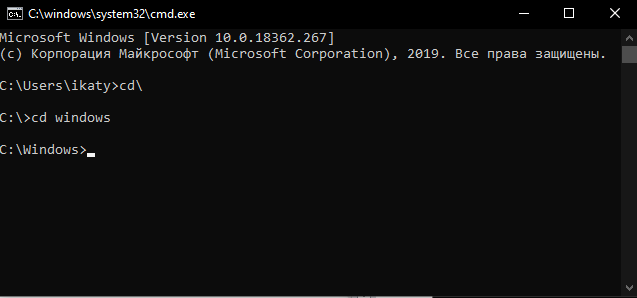 C:\windows\system32\cmd.exe
Microsoft Windows [Version 10.0.18362.267]
(c) Корпорация Майкрософт (Microsoft Corporation), 2019. Все права защищены.
C:\Users\ikaty>cd\
C:\>cd windows
C:\Windows>